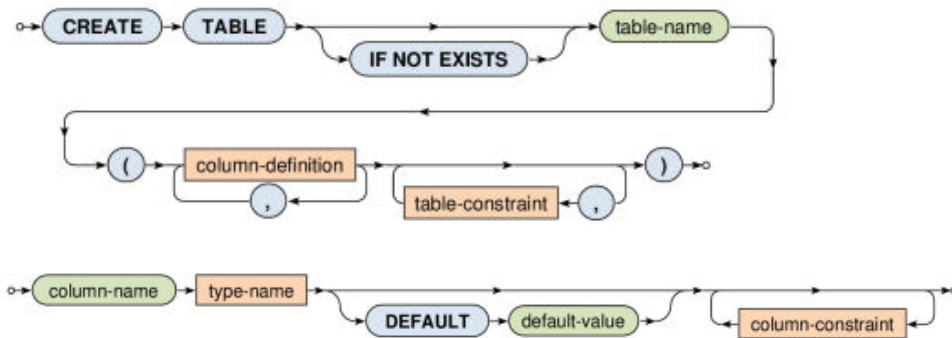 CREATE TABLE table-name
IF NOT EXISTS
( column-definition )
, table-constraint ,
column-name type-name
DEFAULT default-value column-constraint